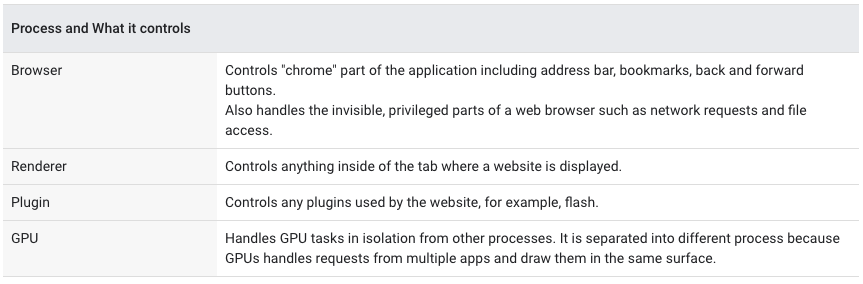 Process and What it controls
Browser
Controls "chrome" part of the application including address bar, bookmarks, back and forward
buttons.
Also handles the invisible, privileged parts of a web browser such as network requests and file
access.
Renderer
Controls anything inside of the tab where a website is displayed.
Plugin
Controls any plugins used by the website, for example, flash.
GPU
Handles GPU tasks in isolation from other processes. It is separated into different process because
GPUs handles requests from multiple apps and draw them in the same surface.